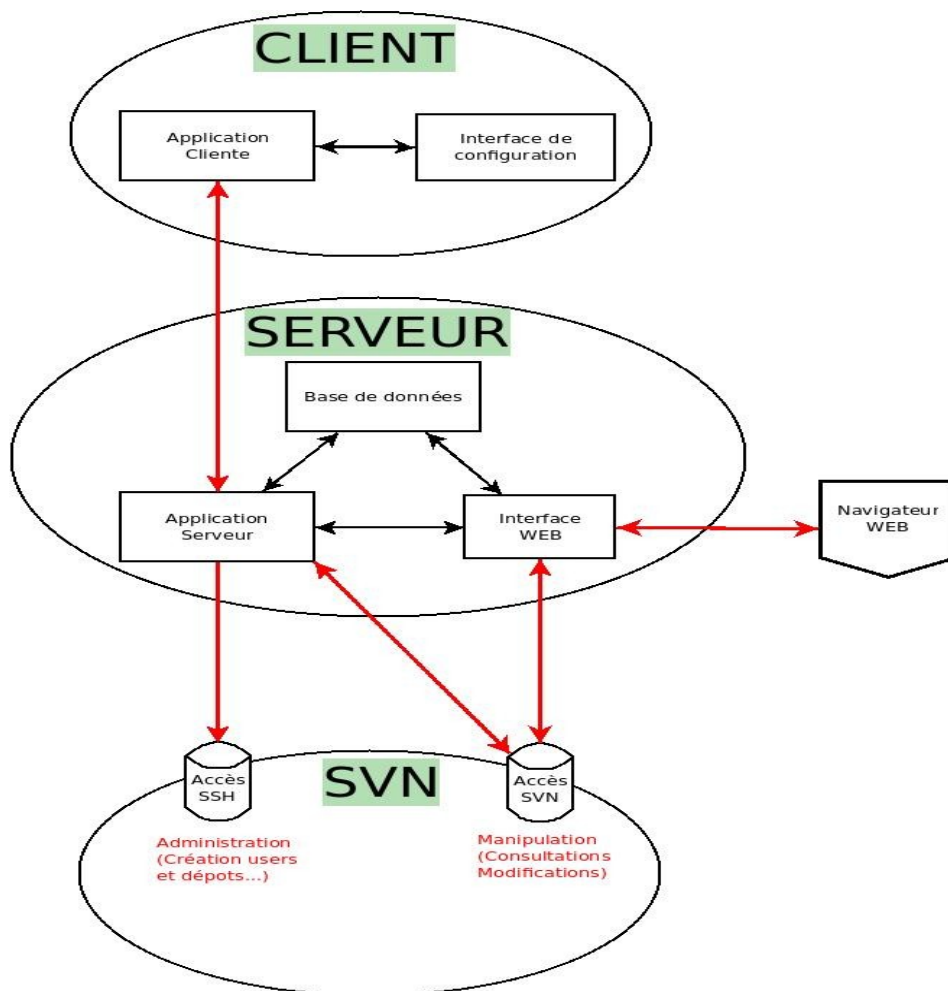 CLIENT
Application
Cliente
Interface de
configuration
SERVEUR
Base de données
Application
Serveur
Interface
WEB
Navigateur
WEB
Accès
SSH
SVN
Accès
SVN
Administration
(Création users
et dépots...)
Manipulation
(Consultations
Modifications)